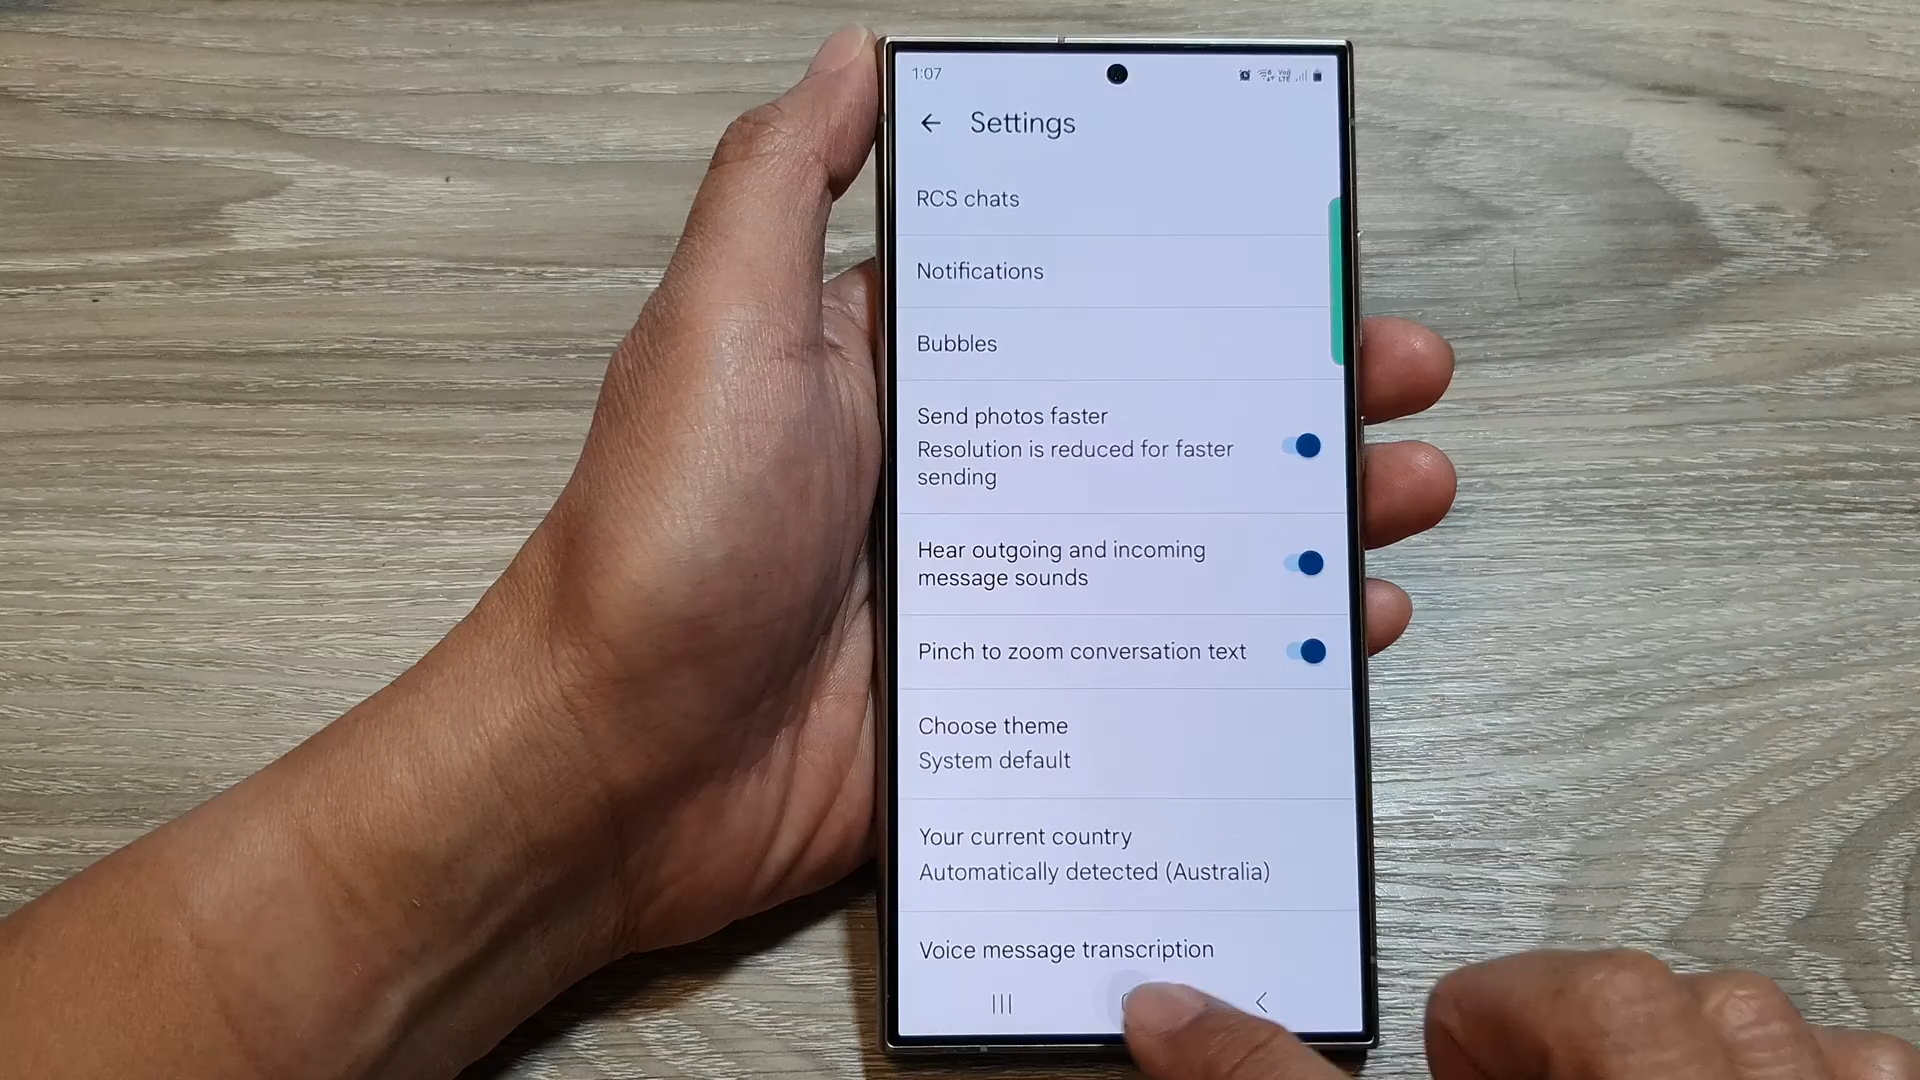 1:07
Settings
RCS chats
Notifications
Bubbles
Send photos faster
Resolution is reduced for faster
sending
Hear outgoing and incoming
message sounds
Pinch to zoom conversation text
Choose theme
System default
Your current country
Automatically detected (Australia)
Voice message transcription